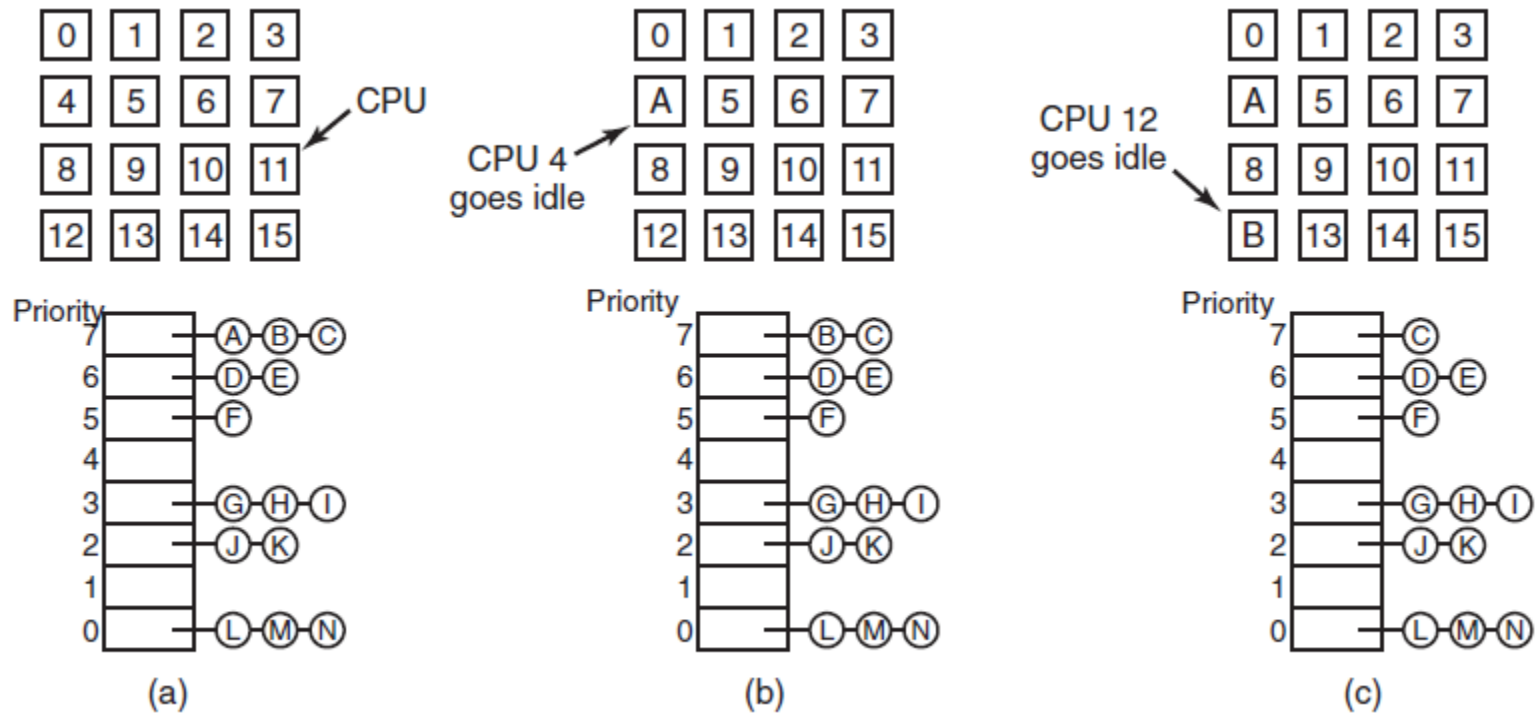 0 1 2 3
4 5 6 7
CPU
8 9 10 11
12 13 14 15
Priority
7 A B C
6 D E
5 F
4
3 G H I
2 J K
1
0 L M N
(a)
0 1 2 3
A 5 6 7
CPU 4
goes idle
8 9 10 11
12 13 14 15
Priority
7 B C
6 D E
5 F
4
3 G H I
2 J K
1
0 L M N
(b)
0 1 2 3
A 5 6 7
CPU 12
goes idle
8 9 10 11
B 13 14 15
Priority
7 C
6 D E
5 F
4
3 G H I
2 J K
1
0 L M N
(c)